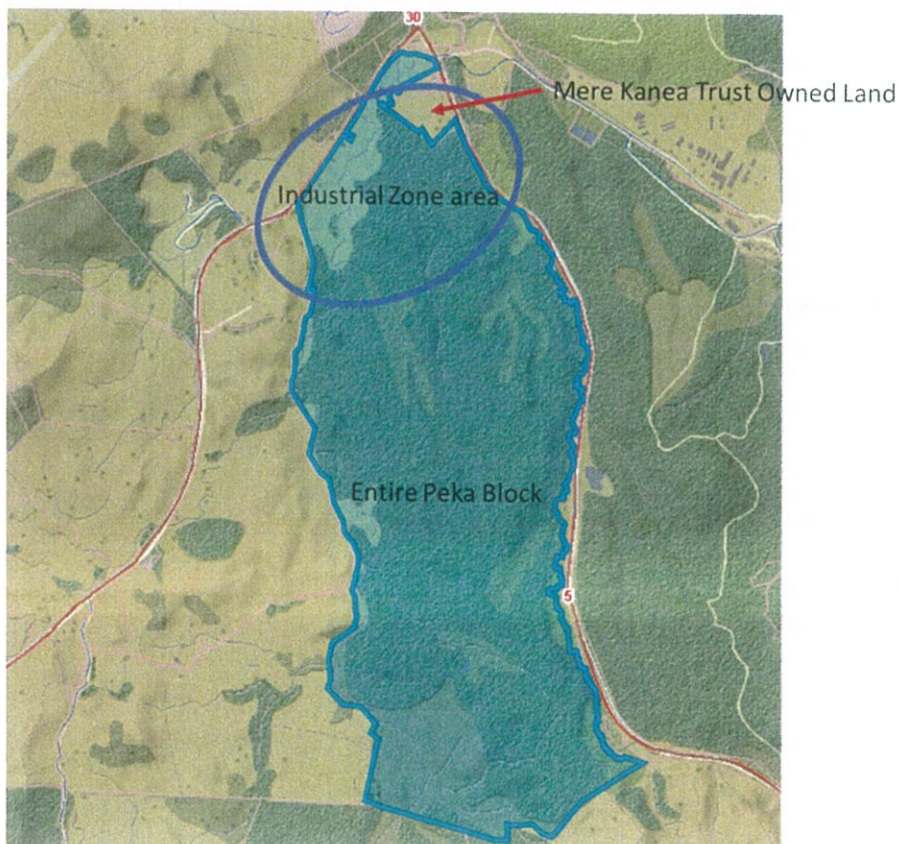 30
Mere Kanea Trust Owned Land
Industrial Zone area
Entire Peka Block
5